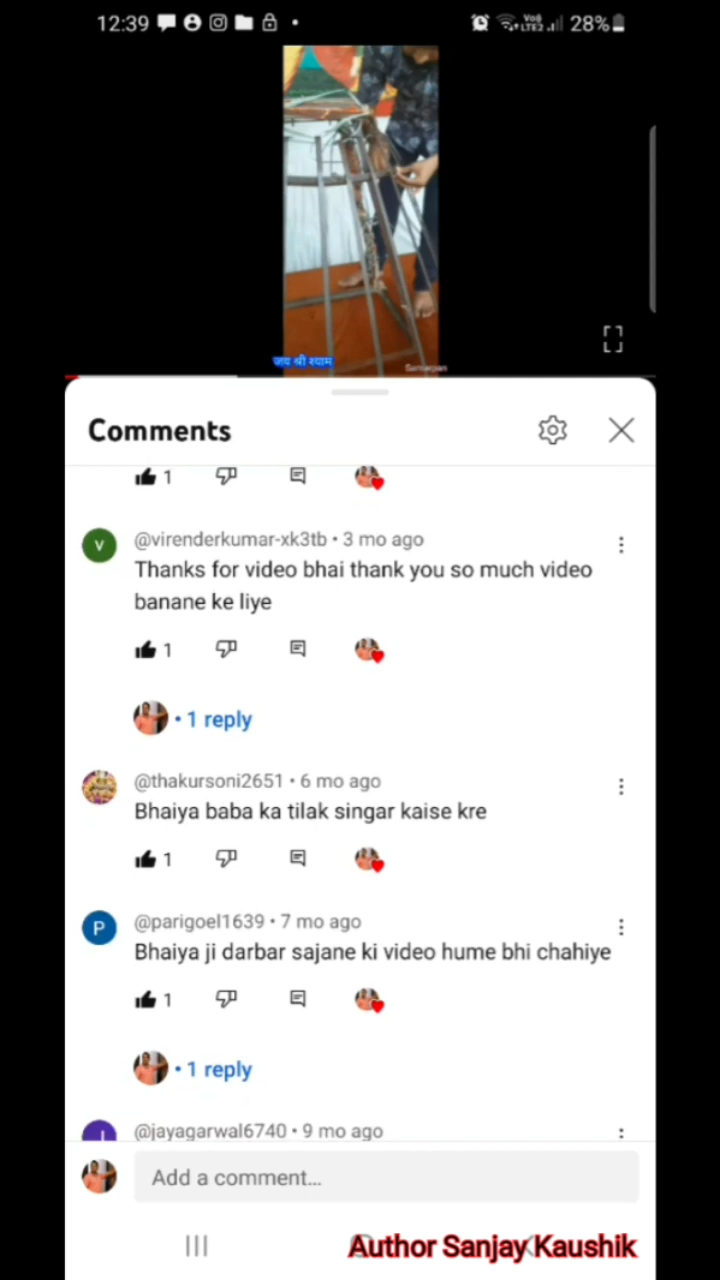 12:39
Vo))
LTE2
28%
जय श्री श्याम
Samarpan
Comments
1
@virenderkumar-xk3tb • 3 mo ago
Thanks for video bhai thank you so much video
banane ke liye
1
• 1 reply
@thakursoni2651 • 6 mo ago
Bhaiya baba ka tilak singar kaise kre
1
@parigoel1639 • 7 mo ago
Bhaiya ji darbar sajane ki video hume bhi chahiye
1
• 1 reply
@jayagarwal6740 • 9 mo ago
Add a comment...
Author Sanjay Kaushik